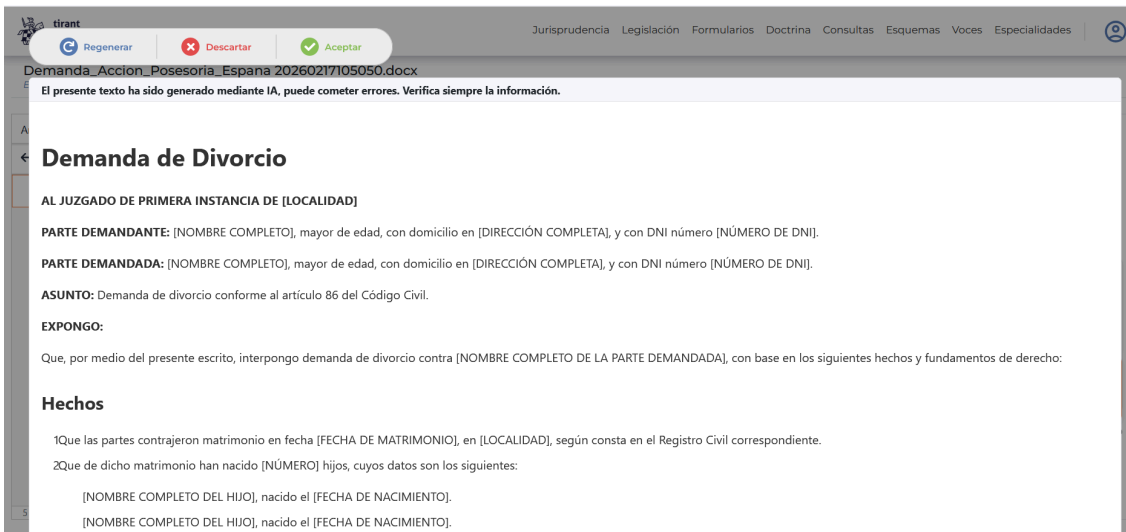 tirant
Jurisprudencia Legislación Formularios Doctrina Consultas Esquemas Voces Especialidades
Regenerar Descartar Aceptar
Demanda_Accion_Posesoria_Espana 20260217105050.docx
El presente texto ha sido generado mediante IA, puede cometer errores. Verifica siempre la información.
Demanda de Divorcio
AL JUZGADO DE PRIMERA INSTANCIA DE [LOCALIDAD]
PARTE DEMANDANTE: [NOMBRE COMPLETO], mayor de edad, con domicilio en [DIRECCIÓN COMPLETA], y con DNI número [NÚMERO DE DNI].
PARTE DEMANDADA: [NOMBRE COMPLETO], mayor de edad, con domicilio en [DIRECCIÓN COMPLETA], y con DNI número [NÚMERO DE DNI].
ASUNTO: Demanda de divorcio conforme al artículo 86 del Código Civil.
EXPONGO:
Que, por medio del presente escrito, interpongo demanda de divorcio contra [NOMBRE COMPLETO DE LA PARTE DEMANDADA], con base en los siguientes hechos y fundamentos de derecho:
Hechos
1Que las partes contrajeron matrimonio en fecha [FECHA DE MATRIMONIO], en [LOCALIDAD], según consta en el Registro Civil correspondiente.
2Que de dicho matrimonio han nacido [NÚMERO] hijos, cuyos datos son los siguientes:
[NOMBRE COMPLETO DEL HIJO], nacido el [FECHA DE NACIMIENTO].
5
[NOMBRE COMPLETO DEL HIJO], nacido el [FECHA DE NACIMIENTO].